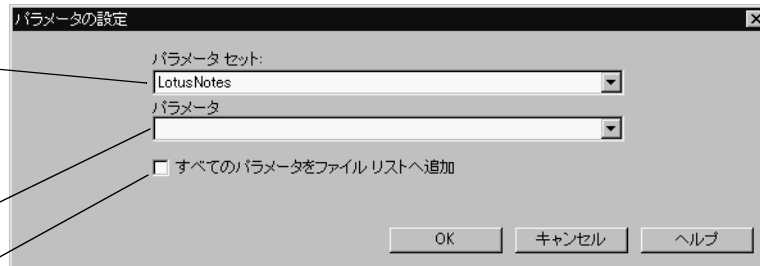 パラメータの設定
パラメータ セット:
LotusNotes
パラメータ
すべてのパラメータをファイル リストへ追加
OK キャンセル ヘルプ